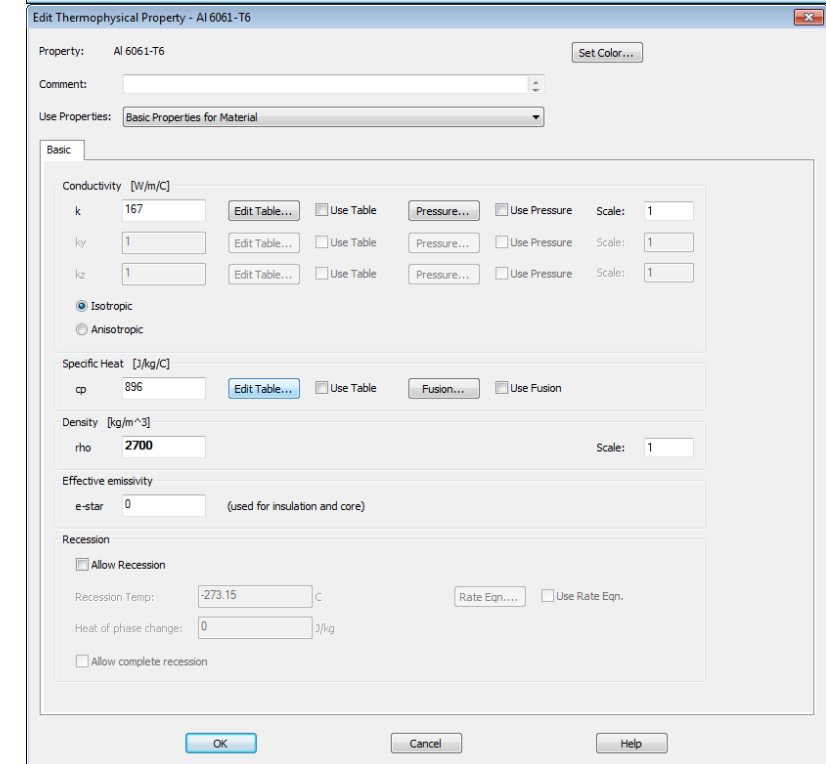 Edit Thermophysical Property - Al 6061-T6
Property: Al 6061-T6 Set Color...
Comment:
Use Properties: Basic Properties for Material
Basic
Conductivity [W/m/C]
k 167 Edit Table... Use Table Pressure... Use Pressure Scale: 1
ky 1 Edit Table... Use Table Pressure... Use Pressure Scale: 1
kz 1 Edit Table... Use Table Pressure... Use Pressure Scale: 1
Isotropic
Anisotropic
Specific Heat [J/kg/C]
cp 896 Edit Table... Use Table Fusion... Use Fusion
Density [kg/m^3]
rho 2700 Scale: 1
Effective emissivity
e-star 0 (used for insulation and core)
Recession
Allow Recession
Recession Temp: -273.15 C Rate Eqn.... Use Rate Eqn.
Heat of phase change: 0 J/kg
Allow complete recession
OK Cancel Help